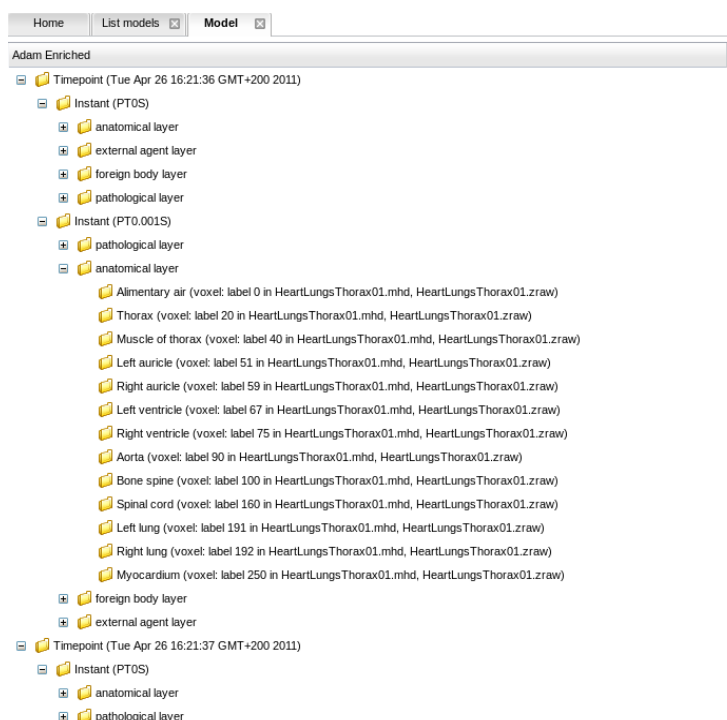 Home
List models
Model
Adam Enriched
Timepoint (Tue Apr 26 16:21:36 GMT+200 2011)
Instant (PT0S)
anatomical layer
external agent layer
foreign body layer
pathological layer
Instant (PT0.001S)
pathological layer
anatomical layer
Alimentary air (voxel: label 0 in HeartLungsThorax01.mhd, HeartLungsThorax01.zraw)
Thorax (voxel: label 20 in HeartLungsThorax01.mhd, HeartLungsThorax01.zraw)
Muscle of thorax (voxel: label 40 in HeartLungsThorax01.mhd, HeartLungsThorax01.zraw)
Left auricle (voxel: label 51 in HeartLungsThorax01.mhd, HeartLungsThorax01.zraw)
Right auricle (voxel: label 59 in HeartLungsThorax01.mhd, HeartLungsThorax01.zraw)
Left ventricle (voxel: label 67 in HeartLungsThorax01.mhd, HeartLungsThorax01.zraw)
Right ventricle (voxel: label 75 in HeartLungsThorax01.mhd, HeartLungsThorax01.zraw)
Aorta (voxel: label 90 in HeartLungsThorax01.mhd, HeartLungsThorax01.zraw)
Bone spine (voxel: label 100 in HeartLungsThorax01.mhd, HeartLungsThorax01.zraw)
Spinal cord (voxel: label 160 in HeartLungsThorax01.mhd, HeartLungsThorax01.zraw)
Left lung (voxel: label 191 in HeartLungsThorax01.mhd, HeartLungsThorax01.zraw)
Right lung (voxel: label 192 in HeartLungsThorax01.mhd, HeartLungsThorax01.zraw)
Myocardium (voxel: label 250 in HeartLungsThorax01.mhd, HeartLungsThorax01.zraw)
foreign body layer
external agent layer
Timepoint (Tue Apr 26 16:21:37 GMT+200 2011)
Instant (PT0S)
anatomical layer
pathological layer